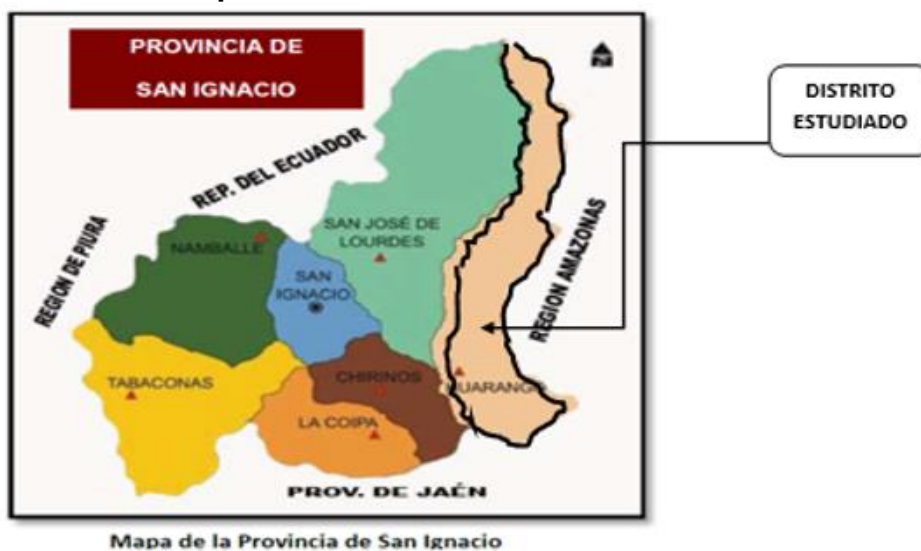 PROVINCIA DE
SAN IGNACIO
DISTRITO
ESTUDIADO
REP. DEL ECUADOR
REGION DE PIURA
REGION AMAZONAS
NAMBALLE
SAN JOSÉ DE
LOURDES
SAN
IGNACIO
TABACONAS
CHIRINOS
HUARANGO
LA COIPA
PROV. DE JAÉN
Mapa de la Provincia de San Ignacio